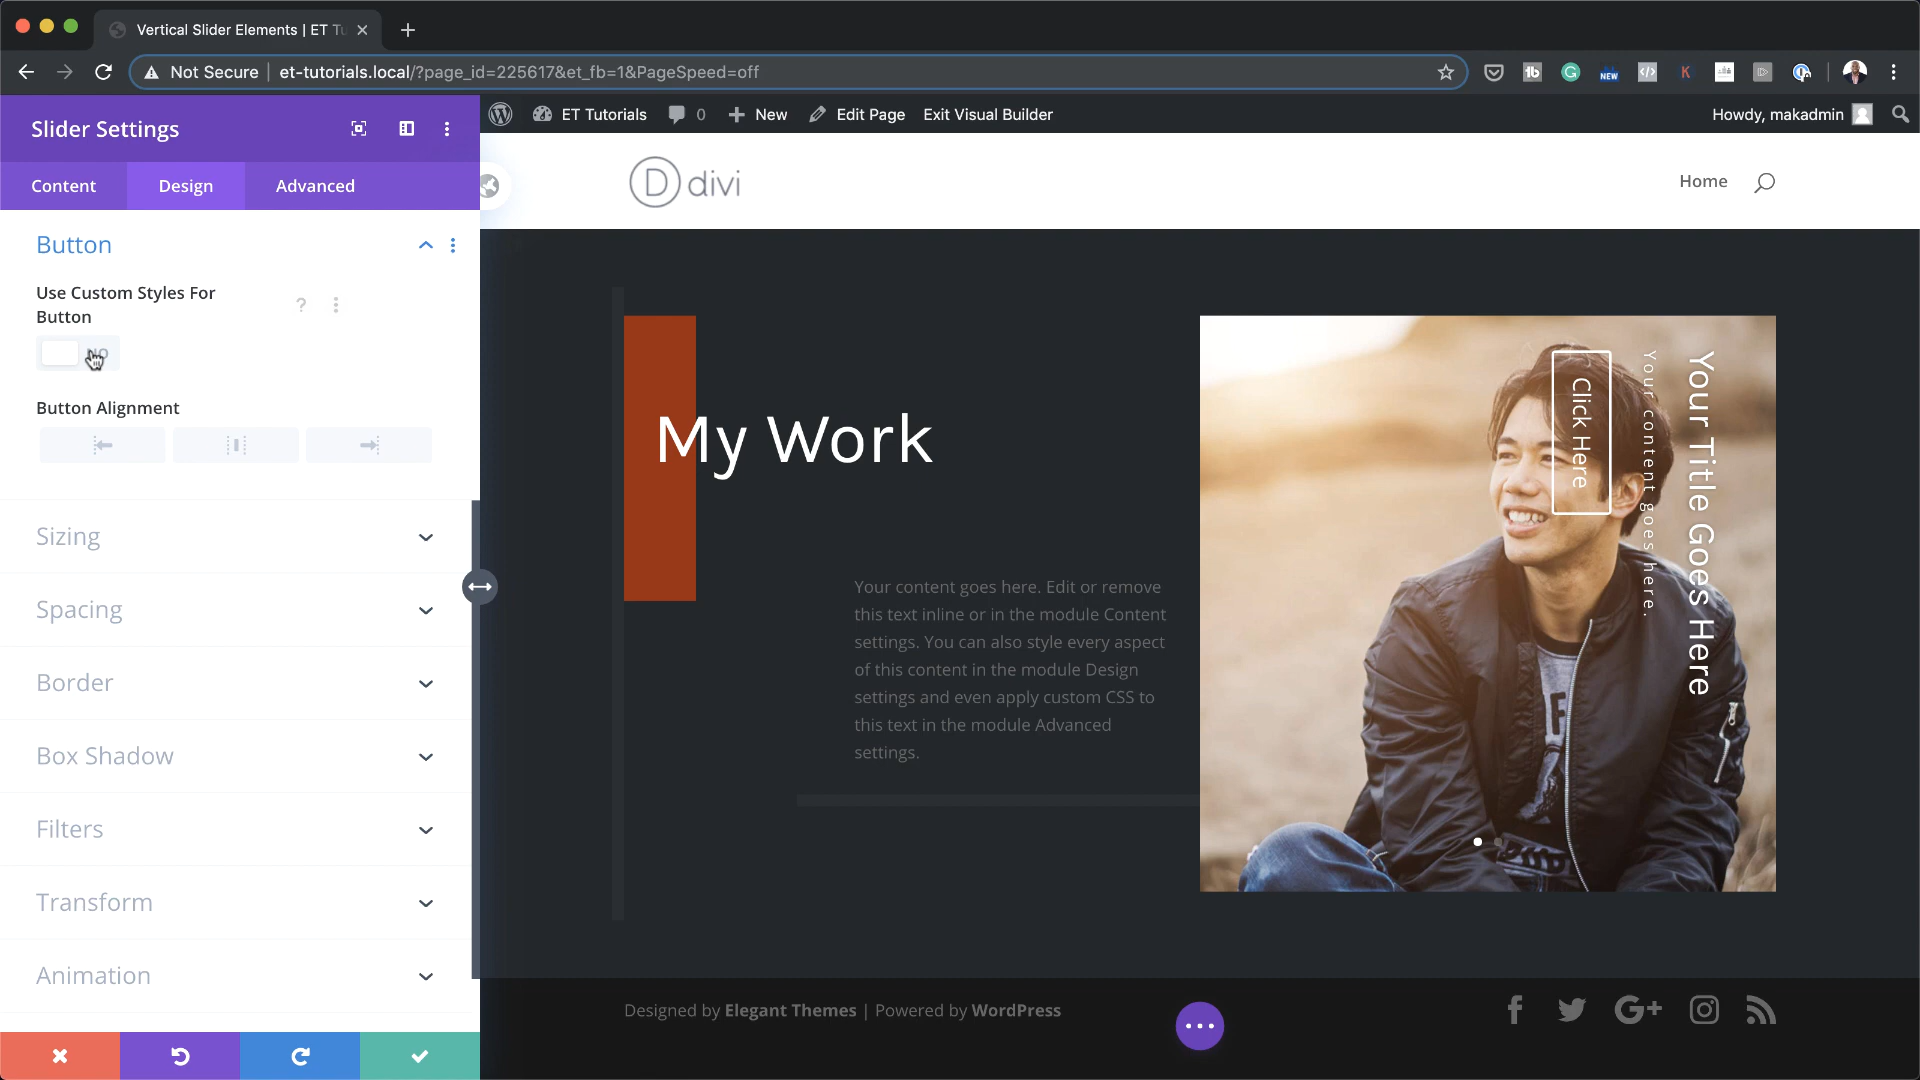 Vertical Slider Elements | ET Tu
Not Secure
et-tutorials.local/?page_id=225617&et_fb=1&PageSpeed=off
NEW
K
Slider Settings
ET Tutorials
0
New
Edit Page
Exit Visual Builder
Howdy, makadmin
Content
Design
Advanced
divi
Home
Button
Use Custom Styles For
Button
?
NO
Button Alignment
Sizing
Spacing
Border
Box Shadow
Filters
Transform
Animation
My Work
Your content goes here. Edit or remove
this text inline or in the module Content
settings. You can also style every aspect
of this content in the module Design
settings and even apply custom CSS to
this text in the module Advanced
settings.
Your Title Goes Here
Your content goes here.
Click Here
Designed by Elegant Themes | Powered by WordPress